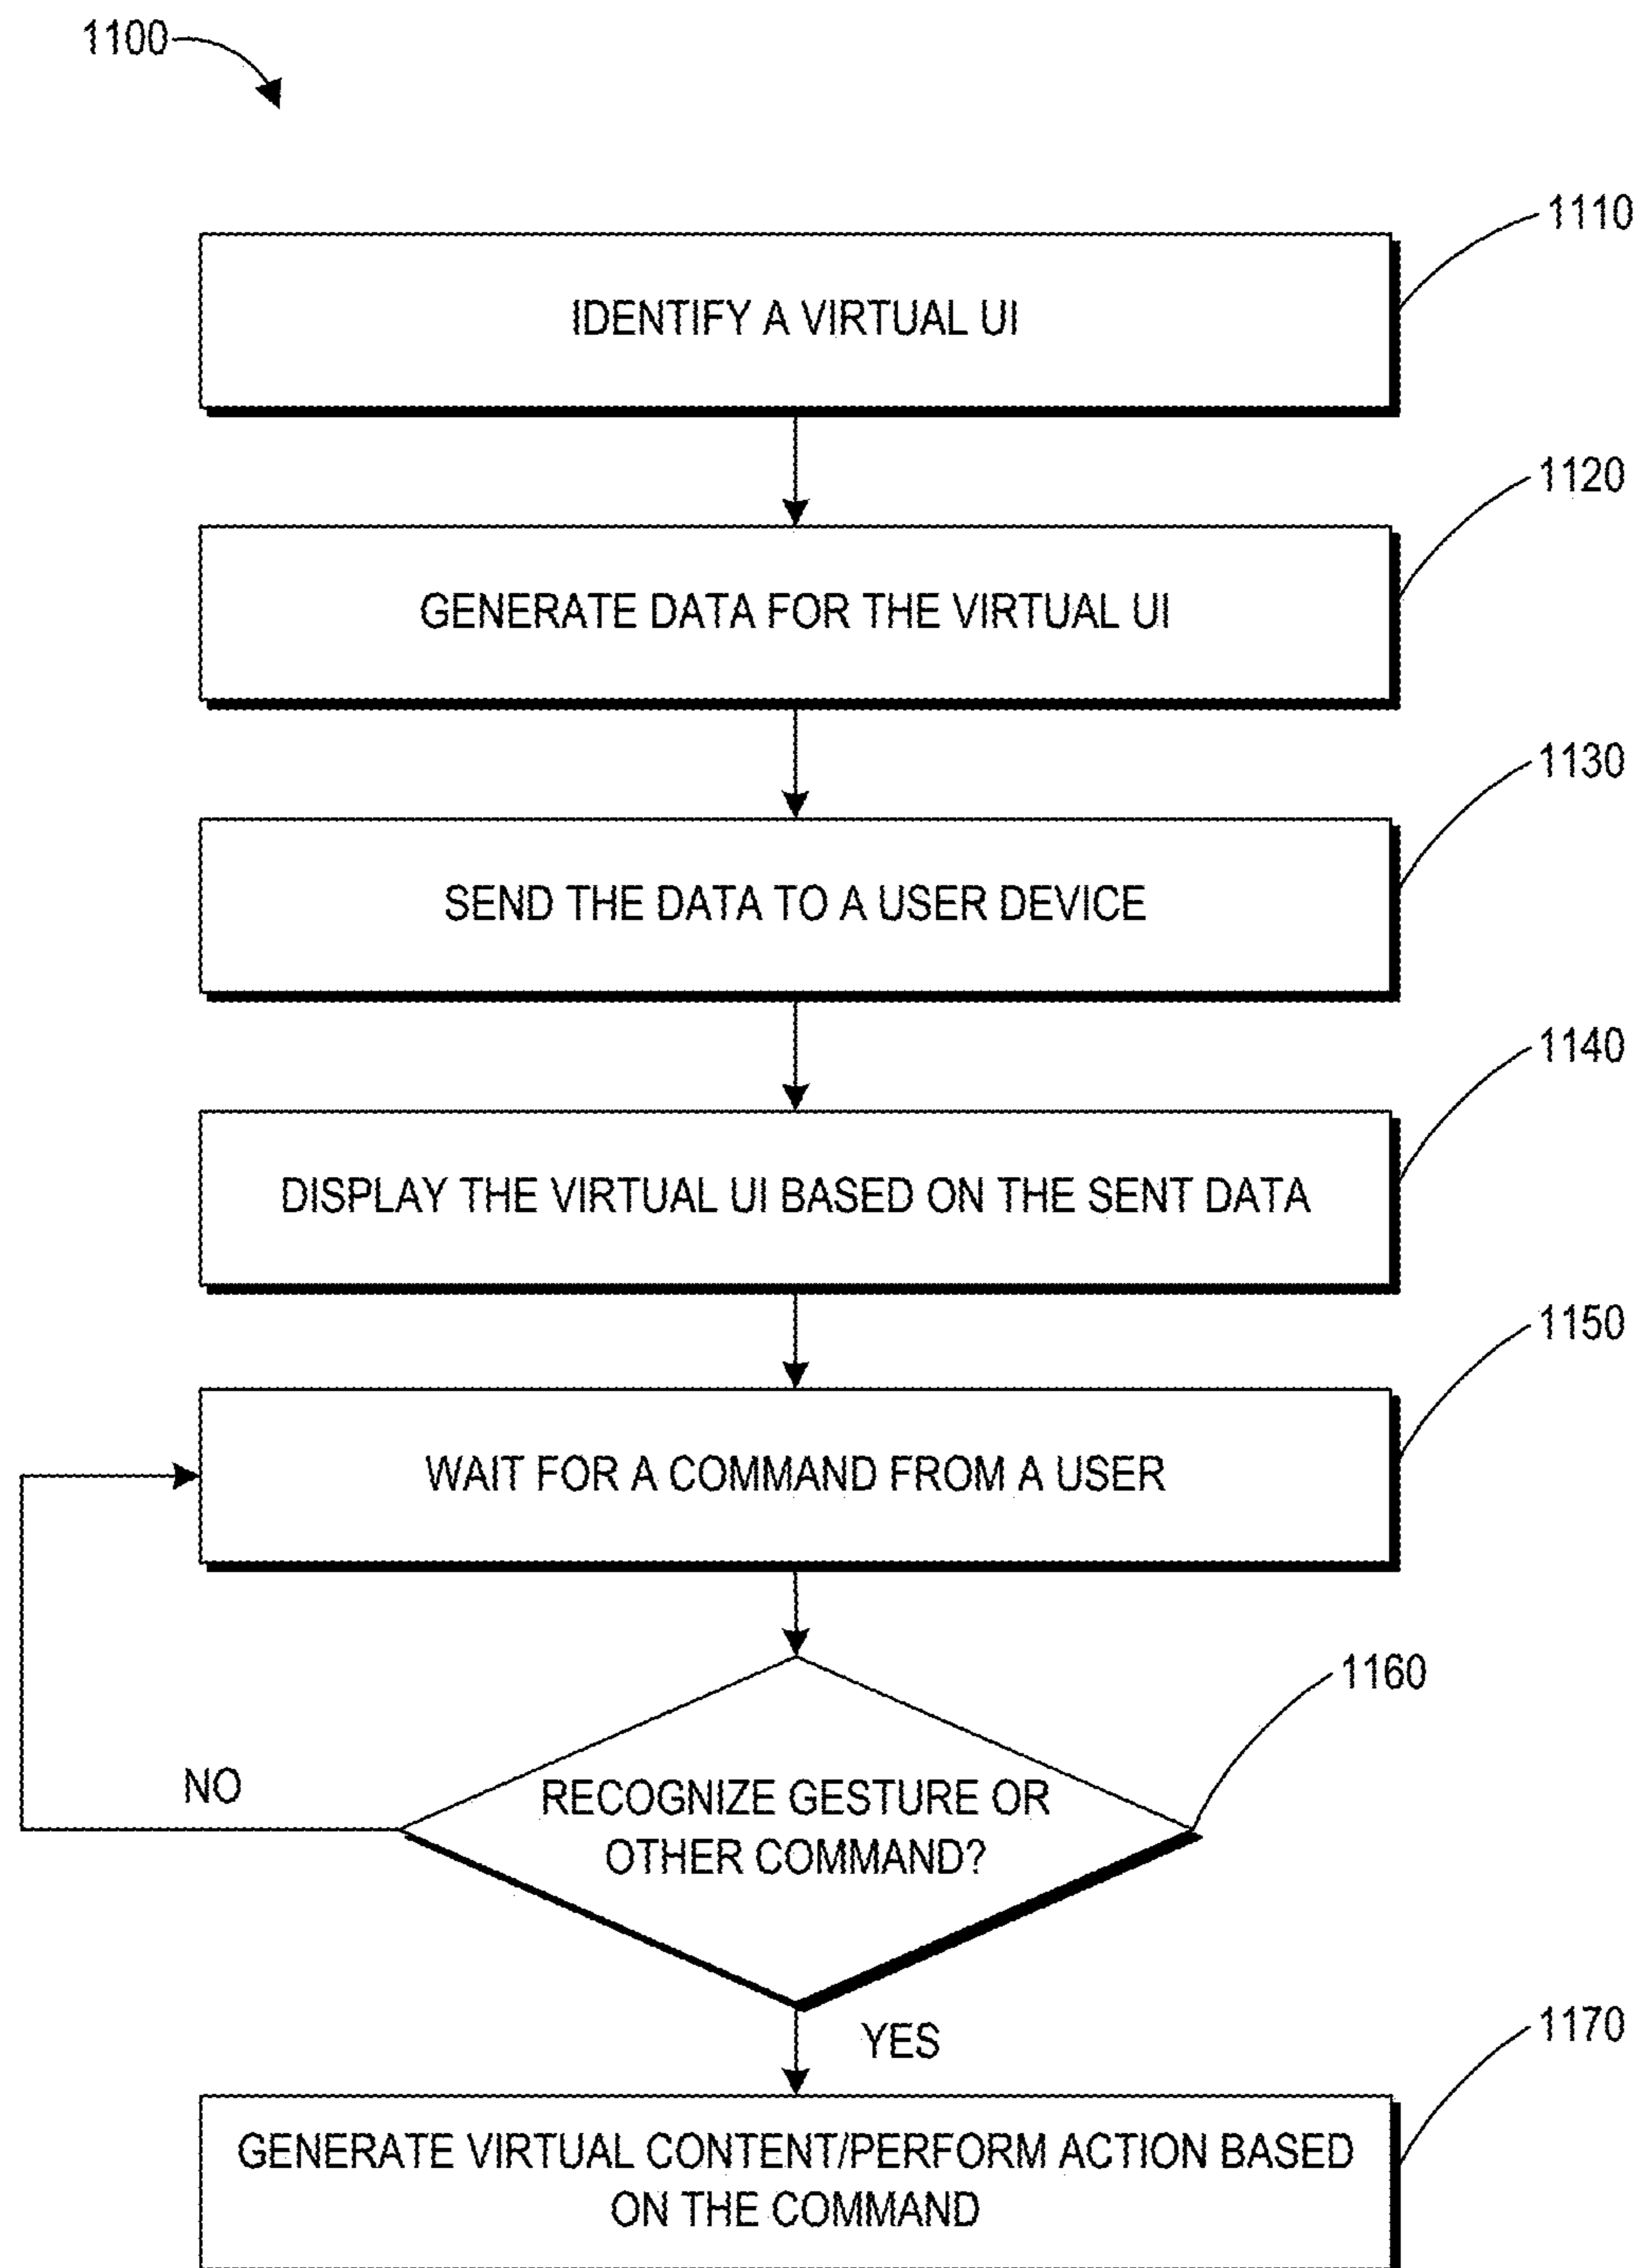 1100
1110
IDENTIFY A VIRTUAL UI
1120
GENERATE DATA FOR THE VIRTUAL UI
1130
SEND THE DATA TO A USER DEVICE
1140
DISPLAY THE VIRTUAL UI BASED ON THE SENT DATA
1150
WAIT FOR A COMMAND FROM A USER
1160
NO
RECOGNIZE GESTURE OR
OTHER COMMAND?
YES
1170
GENERATE VIRTUAL CONTENT/PERFORM ACTION BASED
ON THE COMMAND